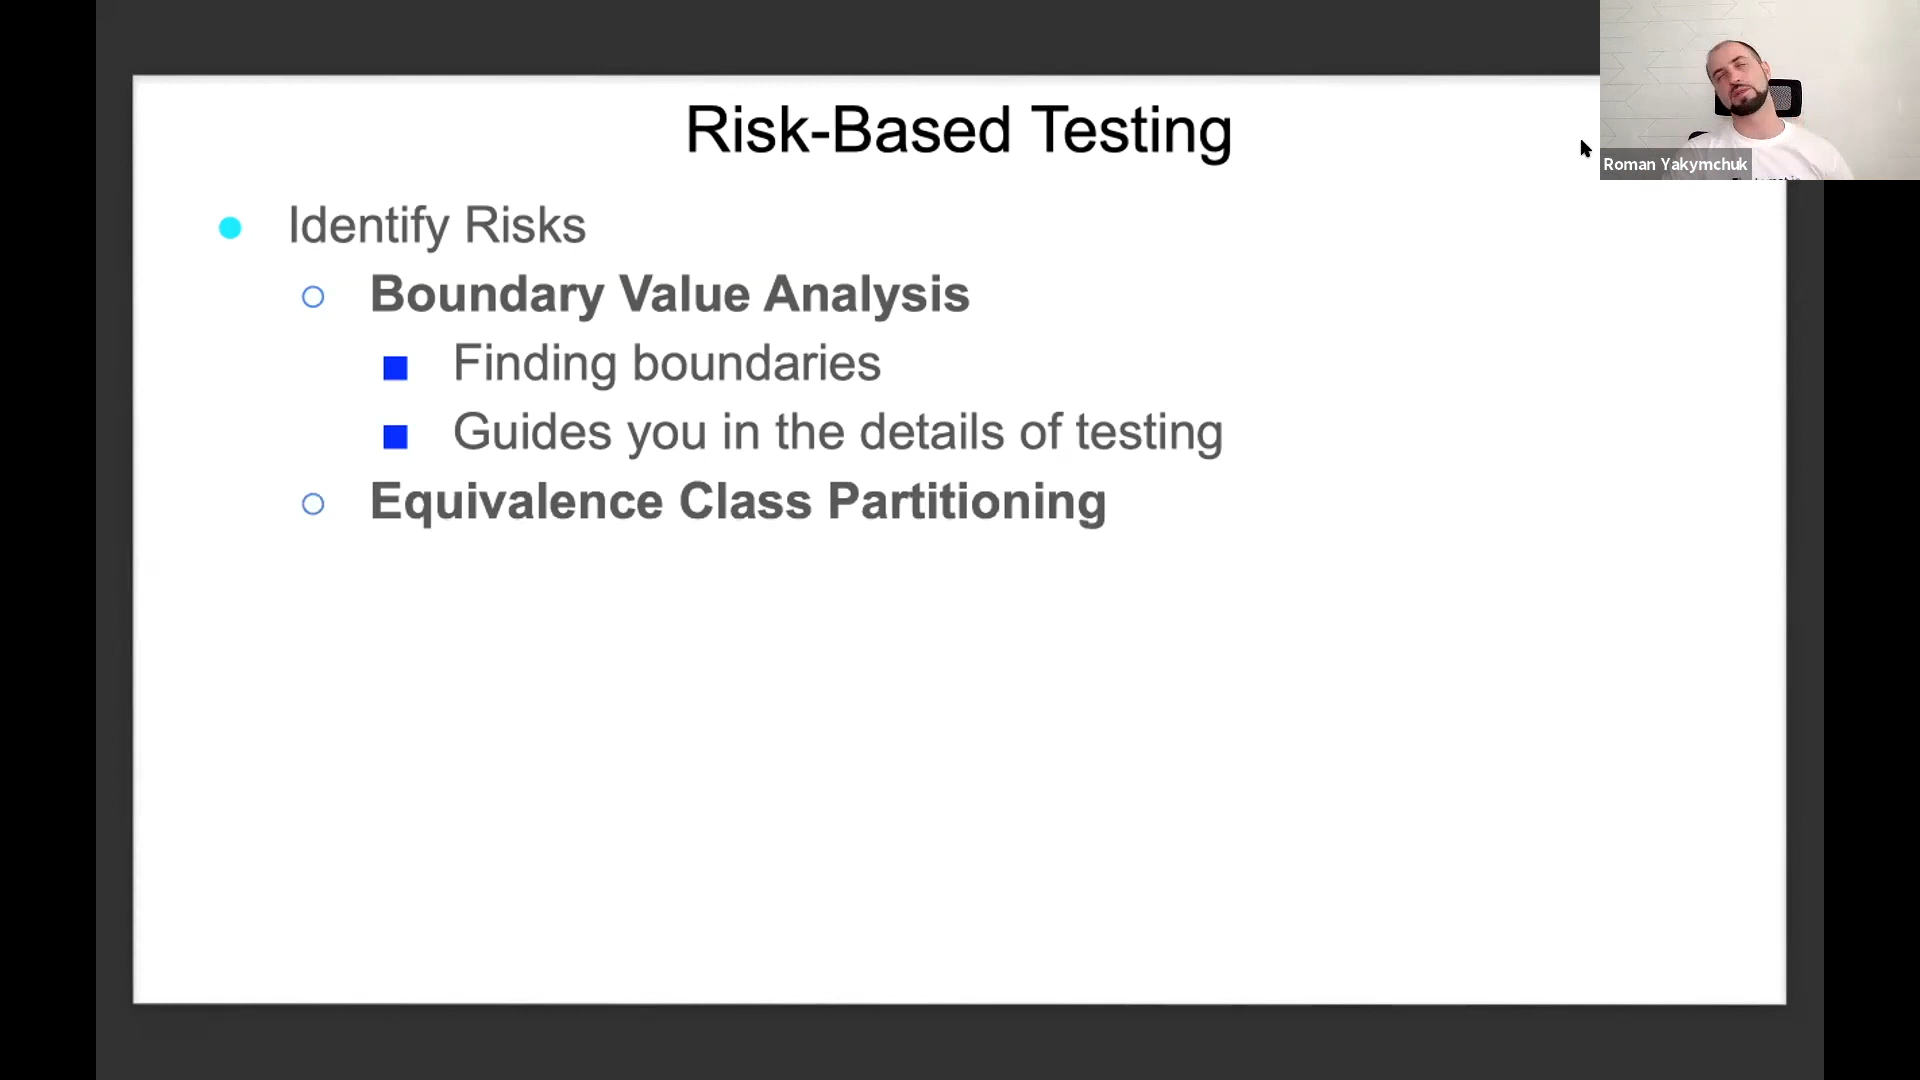 Risk-Based Testing
Roman Yakymchuk
Identify Risks
Boundary Value Analysis
Finding boundaries
Guides you in the details of testing
Equivalence Class Partitioning